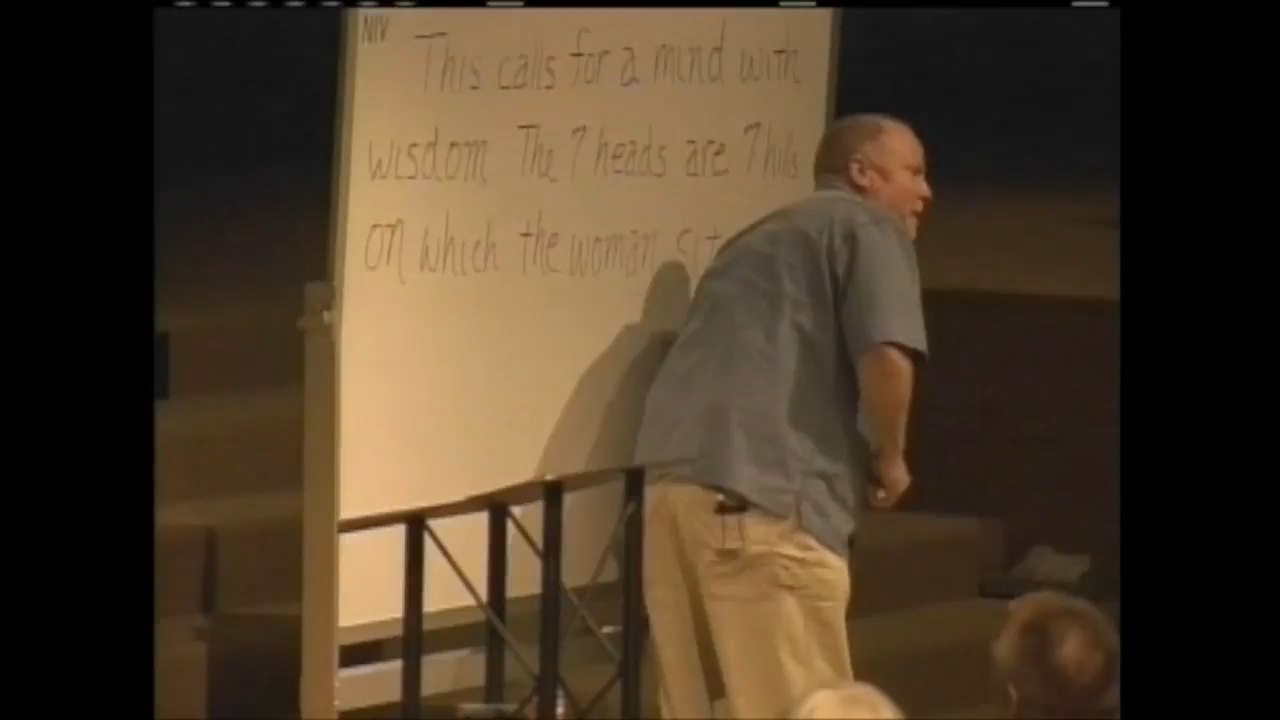 NIV
This calls for a mind with
wisdom. The 7 heads are 7 hills
on which the woman